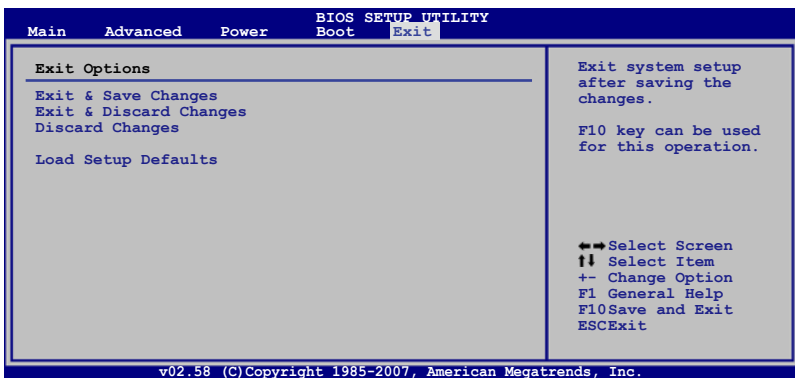 BIOS SETUP UTILITY
Main Advanced Power Boot Exit
Exit Options
Exit & Save Changes
Exit & Discard Changes
Discard Changes
Load Setup Defaults
Exit system setup
after saving the
changes.
F10 key can be used
for this operation.
←→Select Screen
↑↓ Select Item
+- Change Option
F1 General Help
F10Save and Exit
ESCExit
v02.58 (C)Copyright 1985-2007, American Megatrends, Inc.